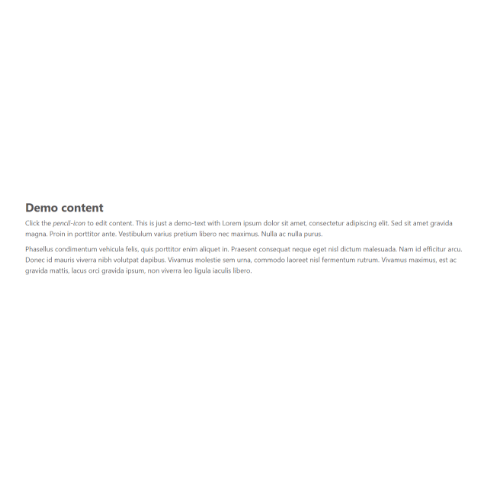 Demo content
Click the pencil-icon to edit content. This is just a demo-text with Lorem ipsum dolor sit amet, consectetur adipiscing elit. Sed sit amet gravida
magna. Proin in porttitor ante. Vestibulum varius pretium libero nec maximus. Nulla ac nulla purus.
Phasellus condimentum vehicula felis, quis porttitor enim aliquet in. Praesent consequat neque eget nisl dictum malesuada. Nam id efficitur arcu.
Donec id mauris viverra nibh volutpat dapibus. Vivamus molestie sem urna, commodo laoreet nisl fermentum rutrum. Vivamus maximus, est ac
gravida mattis, lacus orci gravida ipsum, non viverra leo ligula iaculis libero.